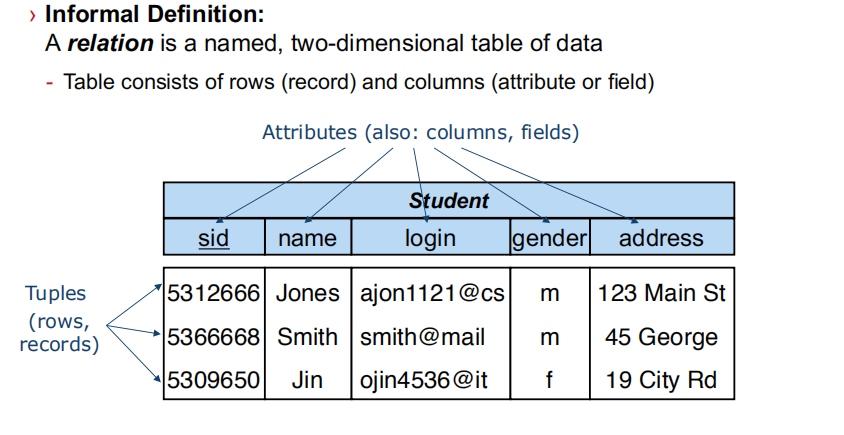 › Informal Definition:
A relation is a named, two-dimensional table of data
- Table consists of rows (record) and columns (attribute or field)
Attributes (also: columns, fields)
Student
sid name login gender address
Tuples
(rows,
records)
5312666 Jones ajon1121@cs m 123 Main St
5366668 Smith smith@mail m 45 George
5309650 Jin ojin4536@it f 19 City Rd